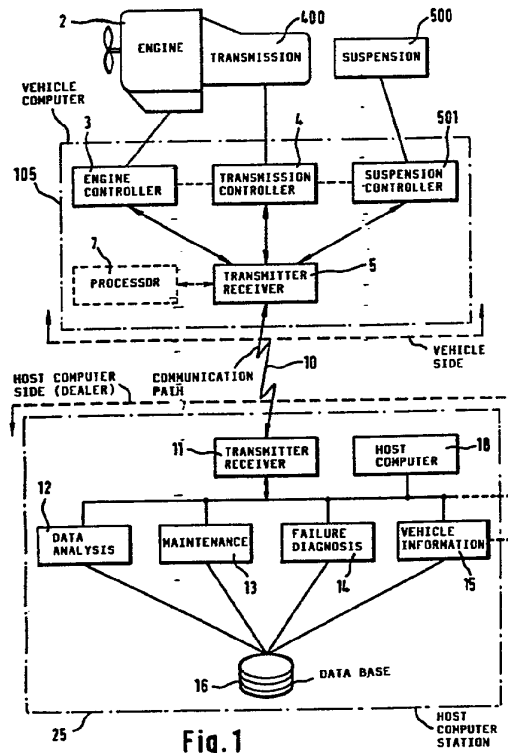 2
ENGINE
400
TRANSMISSION
500
SUSPENSION
VEHICLE
COMPUTER
3
ENGINE
CONTROLLER
4
TRANSMISSION
CONTROLLER
501
SUSPENSION
CONTROLLER
105
7
PROCESSOR
TRANSMITTER
RECEIVER
5
VEHICLE
SIDE
COMMUNICATION
PATH
10
HOST COMPUTER
SIDE (DEALER)
11
TRANSMITTER
RECEIVER
HOST
COMPUTER
18
12
DATA
ANALYSIS
MAINTENANCE
13
FAILURE
DIAGNOSIS
14
VEHICLE
INFORMATION
15
16
DATA BASE
25
HOST
COMPUTER
STATION
Fig.1